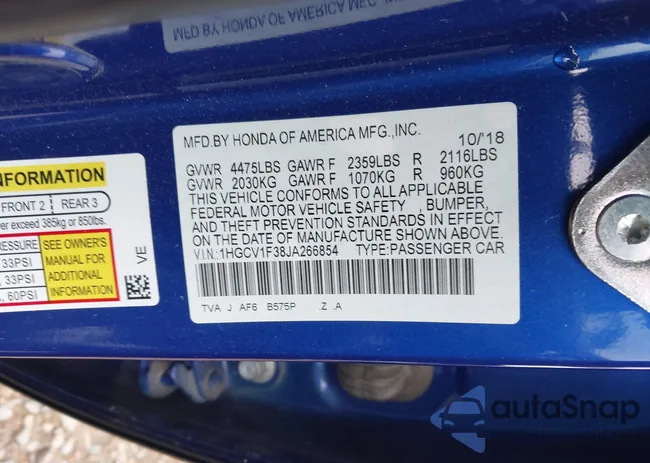 MFD.BY HONDA OF AMERICA MFG.,INC.
MFD.BY HONDA OF AMERICA MFG.,INC. 10/'18
GVWR 4475LBS GAWR F 2359LBS R 2116LBS
GVWR 2030KG GAWR F 1070KG R 960KG
THIS VEHICLE CONFORMS TO ALL APPLICABLE
FEDERAL MOTOR VEHICLE SAFETY , BUMPER,
AND THEFT PREVENTION STANDARDS IN EFFECT
ON THE DATE OF MANUFACTURE SHOWN ABOVE.
V.I.N.:1HGCV1F38JA266854 TYPE:PASSENGER CAR
TVA J AF6 B575P .Z .A
INFORMATION
FRONT 2 REAR 3
exceed 385kg or 850lbs.
PRESSURE SEE OWNER'S
33PSI MANUAL FOR
33PSI ADDITIONAL
60PSI INFORMATION
VE
autoSnap
www.autosnap